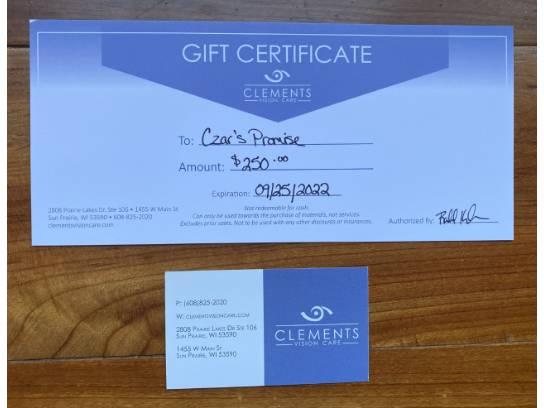 GIFT CERTIFICATE
CLEMENTS
VISION CARE
To: Czar's Promise
Amount: $250.00
Expiration: 09/25/2022
2808 Prairie Lakes Dr. Ste 106 • 1455 W Main St
Sun Prairie, WI 53590 • 608-825-2020
clementsvisioncare.com
Not redeemable for cash.
Can only be used towards the purchase of materials, not services.
Excludes prior sales. Not to be used with any other discounts or insurances.
Authorized By:
P: (608)825-2020
W: CLEMENTSVISIONCARE.COM
2808 PRAIRIE LAKES DR STE 106
SUN PRAIRIE, WI 53590
1455 W MAIN ST
SUN PRAIRIE, WI 53590
CLEMENTS
VISION CARE